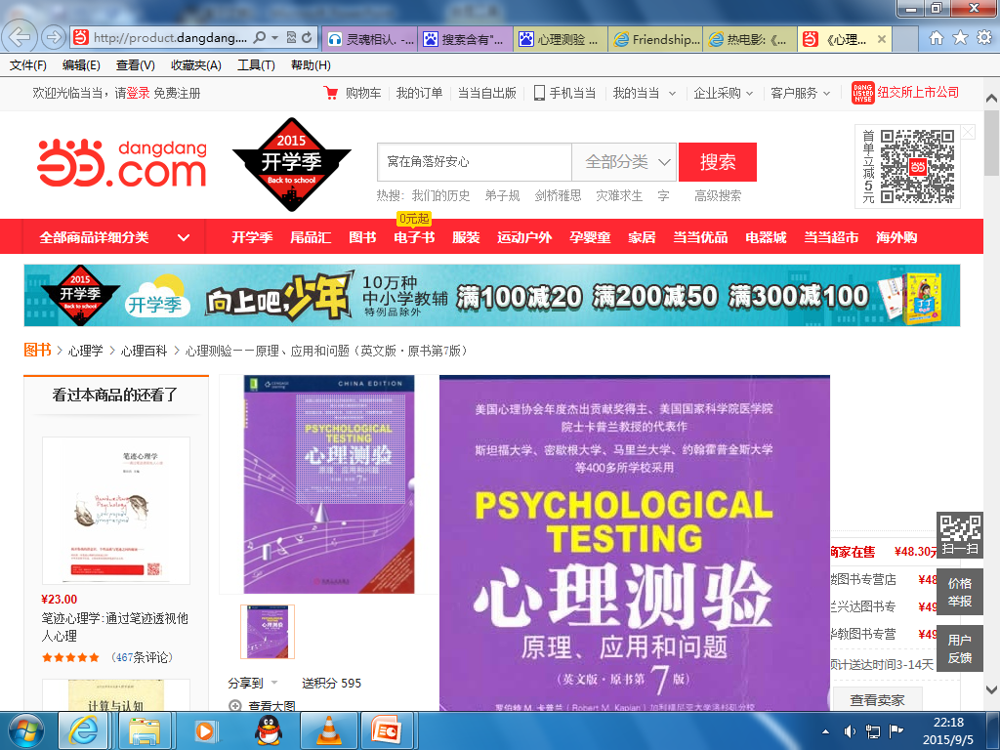 http://product.dangdang....
灵魂相认. -...
搜索含有"...
心理测验 ...
Friendship...
热电影:《...
《心理...
文件(F) 编辑(E) 查看(V) 收藏夹(A) 工具(T) 帮助(H)
欢迎光临当当，请登录 免费注册
购物车 我的订单 当当自出版 手机当当 我的当当 企业采购 客户服务
DANG LISTED NYSE 纽交所上市公司
dangdang
当当.com
2015
开学季
Back to school
窝在角落好安心 全部分类 搜索
热搜： 我们的历史 弟子规 剑桥雅思 灾难求生 字 高级搜索
首单立减5元
0元起
全部商品详细分类 开学季 尾品汇 图书 电子书 服装 运动户外 孕婴童 家居 当当优品 电器城 当当超市 海外购
2015
开学季
Back to school
开学季
向上吧,少年
10万种
中小学教辅
特例品除外
满100减20 满200减50 满300减100
图书 > 心理学 > 心理百科 > 心理测验——原理、应用和问题（英文版·原书第7版）
看过本商品的还看了
笔迹心理学
¥23.00
笔迹心理学:通过笔迹透视他
人心理
（467条评论）
计算与认知
CHINA EDITION
PSYCHOLOGICAL
TESTING
心理测验
原理、应用和问题
分享到 送积分 595
查看大图
美国心理协会年度杰出贡献奖得主、美国国家科学院医学院
院士卡普兰教授的代表作
斯坦福大学、密歇根大学、马里兰大学、约翰霍普金斯大学
等400多所学校采用
PSYCHOLOGICAL
TESTING
心理测验
原理、应用和问题
（英文版·原书第7版）
罗伯特 M. 卡普兰（Robert M. Kaplan）加利福尼亚大学洛杉矶分校
商家在售 ¥48.30元
图书专营店 ¥48
兰兴达图书专 ¥49
华教图书专营 ¥49
预计送达时间3-14天
查看卖家
扫一扫
价格
举报
用户
反馈
22:18
2015/9/5